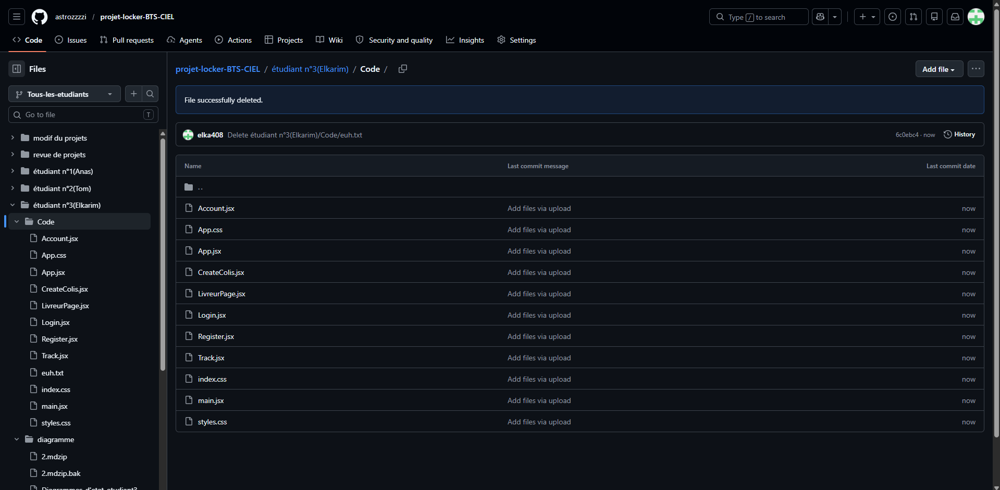 astrozzzzi / projet-locker-BTS-CIEL
Type / to search
Code Issues Pull requests Agents Actions Projects Wiki Security and quality Insights Settings
Files
Tous-les-etudiants
Go to file T
modif du projets
revue de projets
étudiant n°1(Anas)
étudiant n°2(Tom)
étudiant n°3(Elkarim)
Code
Account.jsx
App.css
App.jsx
CreateColis.jsx
LivreurPage.jsx
Login.jsx
Register.jsx
Track.jsx
euh.txt
index.css
main.jsx
styles.css
diagramme
2.mdzip
2.mdzip.bak
Diagrammes_d'etat_etudiant3
projet-locker-BTS-CIEL / étudiant n°3(Elkarim) / Code /
Add file
File successfully deleted.
elka408 Delete étudiant n°3(Elkarim)/Code/euh.txt 6c0ebc4 · now History
Name Last commit message Last commit date
..
Account.jsx Add files via upload now
App.css Add files via upload now
App.jsx Add files via upload now
CreateColis.jsx Add files via upload now
LivreurPage.jsx Add files via upload now
Login.jsx Add files via upload now
Register.jsx Add files via upload now
Track.jsx Add files via upload now
index.css Add files via upload now
main.jsx Add files via upload now
styles.css Add files via upload now